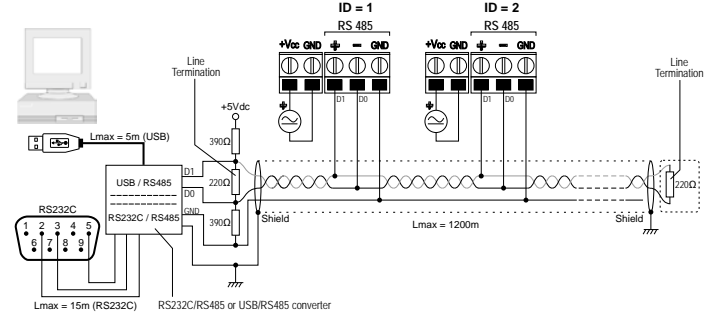 ID = 1
ID = 2
RS 485
RS 485
+Vcc GND + − GND
+Vcc GND + − GND
D1 D0
D1 D0
Line
Termination
Line
Termination
+5Vdc
Lmax = 5m (USB)
390Ω
D1
USB / RS485
220Ω
220Ω
D0
GND
RS232C
RS232C / RS485
390Ω
Shield
Lmax = 1200m
Shield
1 2 3 4 5
6 7 8 9
Lmax = 15m (RS232C)
RS232C/RS485 or USB/RS485 converter